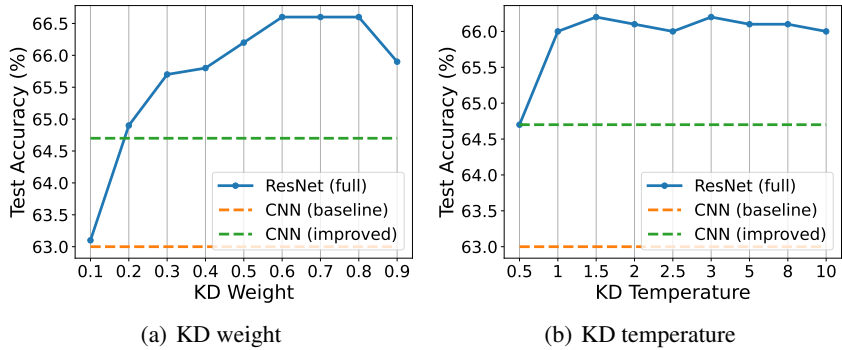 66.5
66.0
65.5
65.0
64.5
64.0
63.5
63.0
Test Accuracy (%)
ResNet (full)
CNN (baseline)
CNN (improved)
0.1 0.2 0.3 0.4 0.5 0.6 0.7 0.8 0.9
KD Weight
(a) KD weight
66.0
65.5
65.0
64.5
64.0
63.5
63.0
Test Accuracy (%)
ResNet (full)
CNN (baseline)
CNN (improved)
0.5 1 1.5 2 2.5 3 5 8 10
KD Temperature
(b) KD temperature